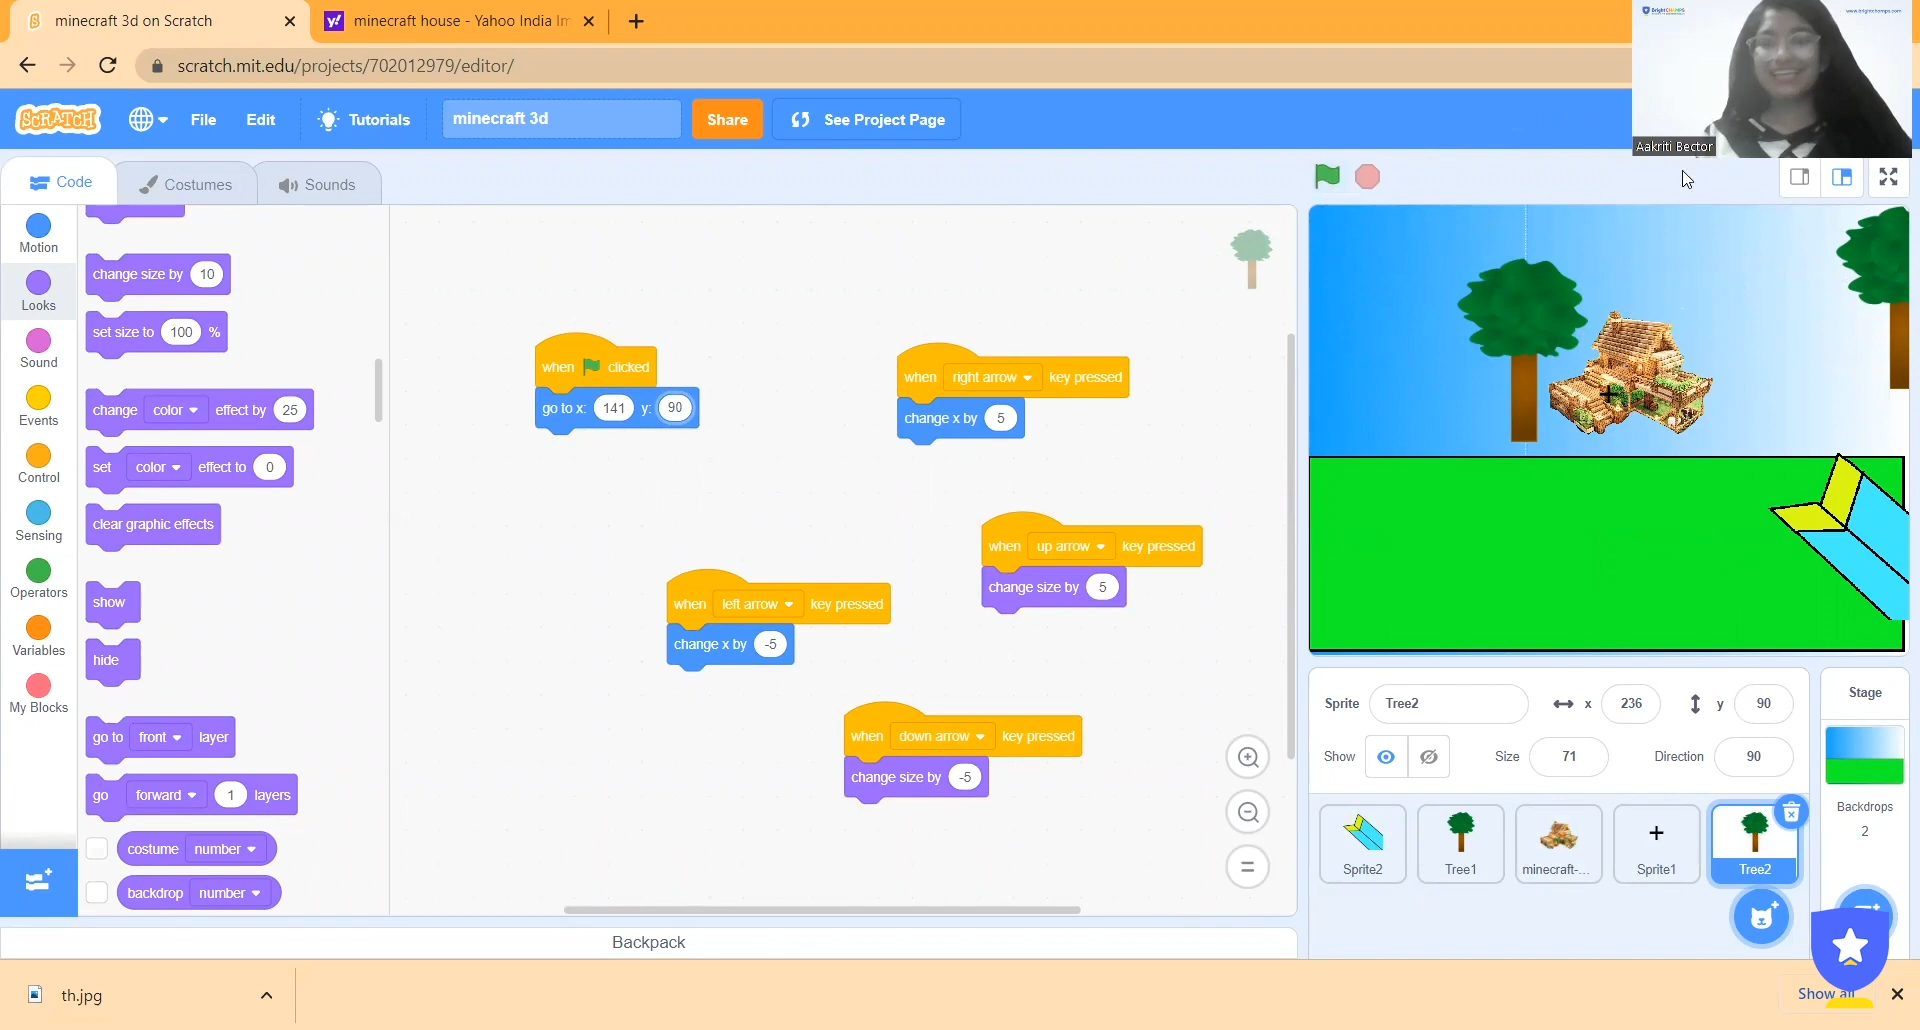 minecraft 3d on Scratch
minecraft house - Yahoo India Im
scratch.mit.edu/projects/702012979/editor/
BrightCHAMPS
www.brightchamps.com
Aakriti Bector
SCRATCH
File
Edit
Tutorials
minecraft 3d
Share
See Project Page
Code
Costumes
Sounds
Motion
Looks
Sound
Events
Control
Sensing
Operators
Variables
My Blocks
change size by 10
set size to 100 %
change color effect by 25
set color effect to 0
clear graphic effects
show
hide
go to front layer
go forward 1 layers
costume number
backdrop number
when clicked
go to x: 141 y: 90
when right arrow key pressed
change x by 5
when up arrow key pressed
change size by 5
when left arrow key pressed
change x by -5
when down arrow key pressed
change size by -5
Sprite Tree2 x 236 y 90
Show Size 71 Direction 90
Sprite2
Tree1
minecraft-...
Sprite1
Tree2
Stage
Backdrops
2
Backpack
th.jpg
Show all